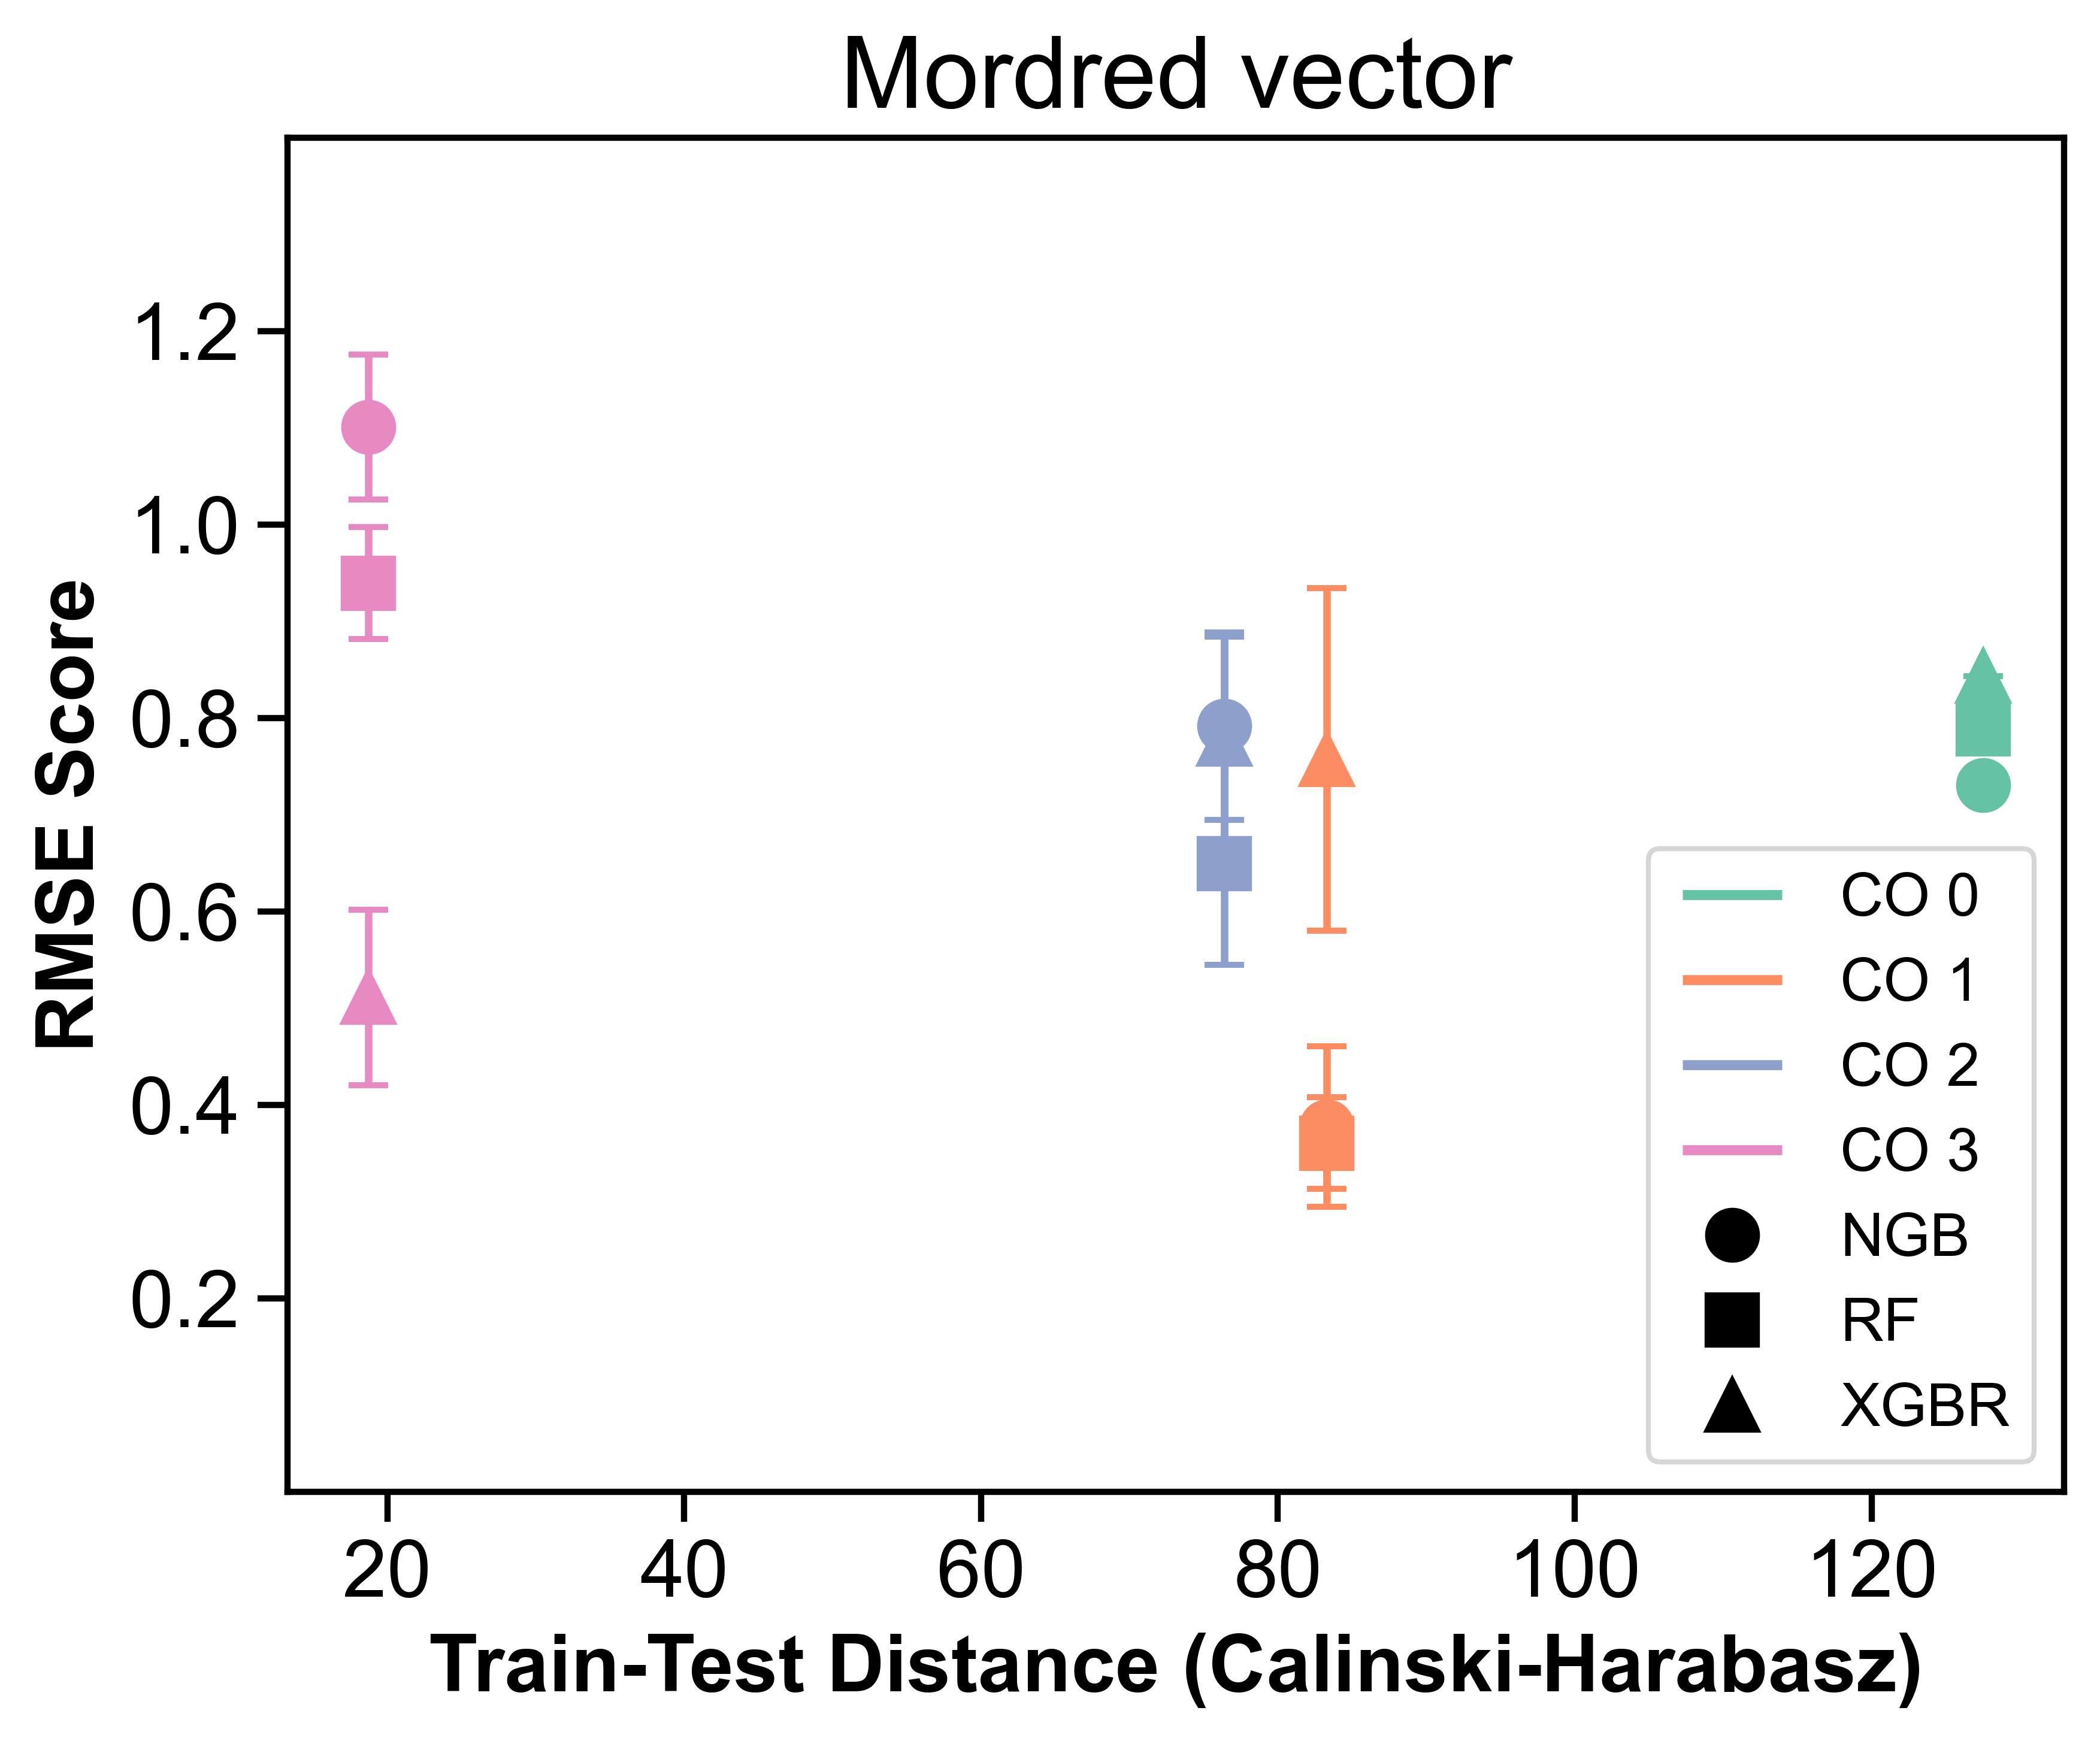 Mordred vector
RMSE Score
1.2
1.0
0.8
0.6
0.4
0.2
CO 0
CO 1
CO 2
CO 3
NGB
RF
XGBR
20 40 60 80 100 120
Train-Test Distance (Calinski-Harabasz)